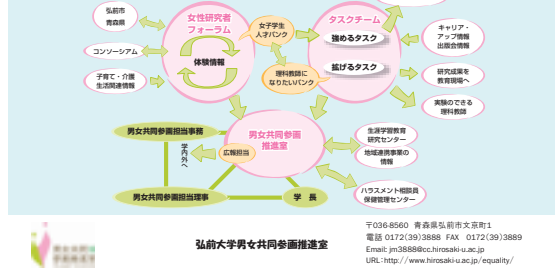 弘前市
青森県
コンソーシアム
子育て・介護
生活関連情報
女性研究者
フォーラム
体験情報
女子学生
人才バンク
理科教師に
なりたいバンク
タスクチーム
強めるタスク
拡げるタスク
キャリア・
アップ情報
出版会情報
研究成果を
教育現場へ
実験のできる
理科教師
男女共同参画担当事務
学内外へ
広報担当
男女共同参画
推進室
男女共同参画担当理事
学　長
生涯学習教育
研究センター
地域連携事業の
情報
ハラスメント相談員
保健管理センター
弘前大学男女共同参画推進室
〒036-8560 青森県弘前市文京町1
電話 0172(39)3888 FAX 0172(39)3889
Email: jm3888@cc.hirosaki-u.ac.jp
URL:http://www.hirosaki-u.ac.jp/equality/